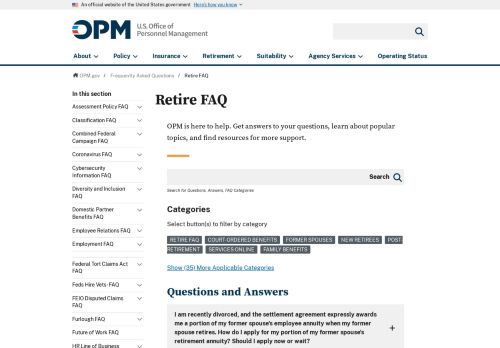 An official website of the United States government Here's how you know
OPM U.S. Office of
Personnel Management
About Policy Insurance Retirement Suitability Agency Services Operating Status
OPM.gov / Frequently Asked Questions / Retire FAQ
In this section
Assessment Policy FAQ
Classification FAQ
Combined Federal
Campaign FAQ
Coronavirus FAQ
Cybersecurity
Information FAQ
Diversity and Inclusion
FAQ
Domestic Partner
Benefits FAQ
Employee Relations FAQ
Employment FAQ
Federal Tort Claims Act
FAQ
Feds Hire Vets- FAQ
FEIO Disputed Claims
FAQ
Furlough FAQ
Future of Work FAQ
HR Line of Business
Retire FAQ
OPM is here to help. Get answers to your questions, learn about popular
topics, and find resources for more support.
Search
Search for Questions, Answers, FAQ Categories
Categories
Select button(s) to filter by category
RETIRE FAQ COURT-ORDERED BENEFITS FORMER SPOUSES NEW RETIREES POST
RETIREMENT SERVICES ONLINE FAMILY BENEFITS
Show (35) More Applicable Categories
Questions and Answers
I am recently divorced, and the settlement agreement expressly awards
me a portion of my former spouse's employee annuity when my former
spouse retires. How do I apply for my portion of my former spouse's
retirement annuity? Should I apply now or wait?